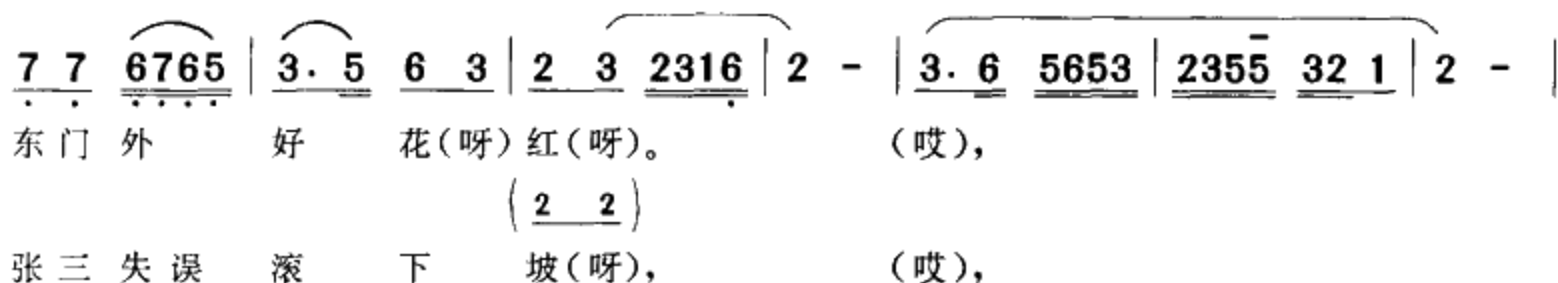 7 7 6765 | 3. 5 6 3 | 2 3 2316 | 2 - | 3. 6 5653 | 2355 32 1 | 2 - |
东门外 好 花(呀)红(呀)。 (哎),
(2 2)
张三失误 滚 下 坡(呀), (哎),